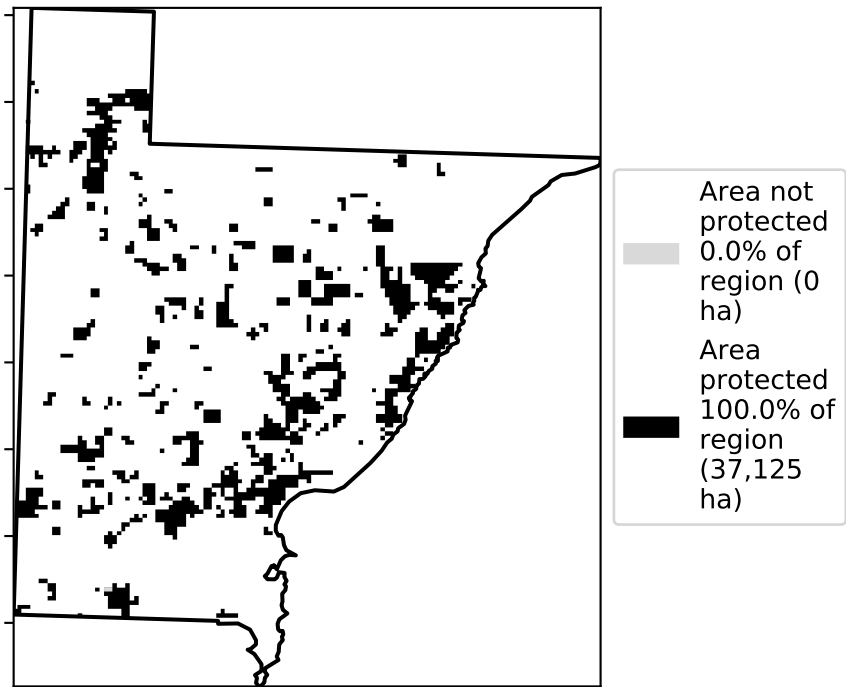 Area not
protected
0.0% of
region (0
ha)
Area
protected
100.0% of
region
(37,125
ha)